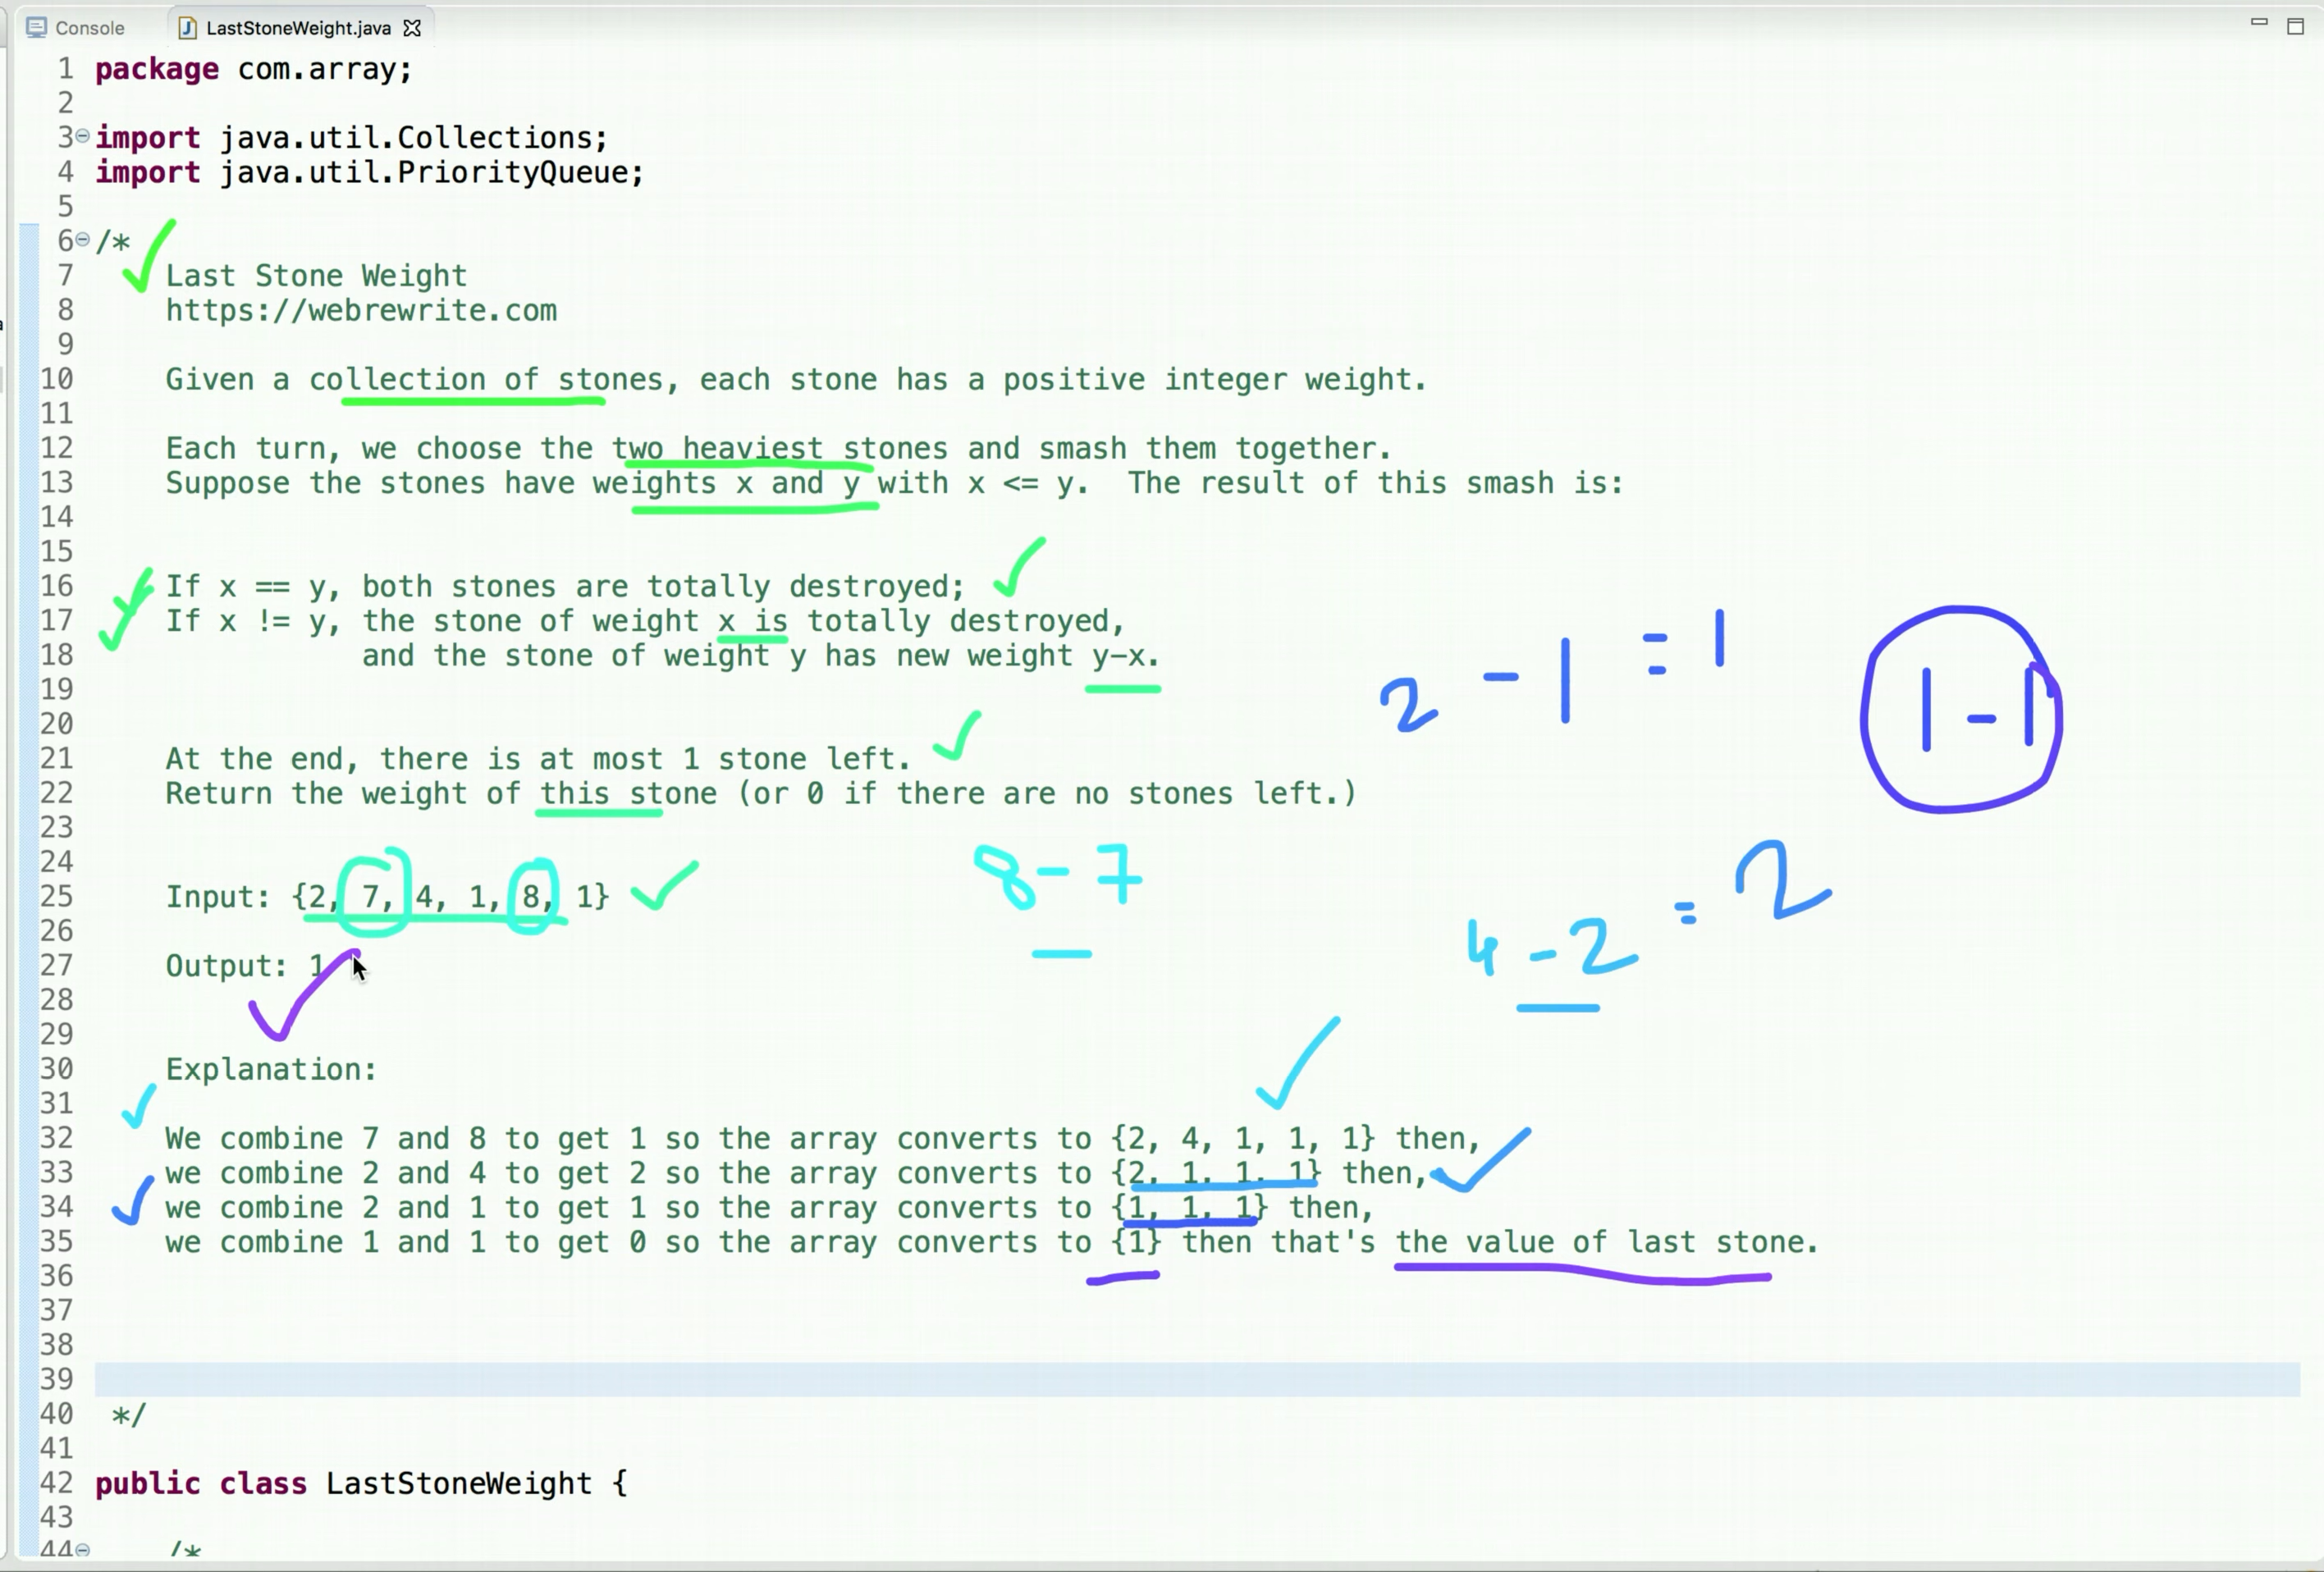 Console LastStoneWeight.java
1 package com.array;
2
3 import java.util.Collections;
4 import java.util.PriorityQueue;
5
6 /*
7 Last Stone Weight
8 https://webrewrite.com
9
10 Given a collection of stones, each stone has a positive integer weight.
11
12 Each turn, we choose the two heaviest stones and smash them together.
13 Suppose the stones have weights x and y with x <= y.  The result of this smash is:
14
15
16 If x == y, both stones are totally destroyed;
17 If x != y, the stone of weight x is totally destroyed,
18 and the stone of weight y has new weight y-x.
2 - 1 = 1
1 - 1
19
20
21 At the end, there is at most 1 stone left.
22 Return the weight of this stone (or 0 if there are no stones left.)
23
24
8 - 7
25 Input: {2, 7, 4, 1, 8, 1}
4 - 2 = 2
26
27 Output: 1
28
29
30 Explanation:
31
32 We combine 7 and 8 to get 1 so the array converts to {2, 4, 1, 1, 1} then,
33 we combine 2 and 4 to get 2 so the array converts to {2, 1, 1, 1} then,
34 we combine 2 and 1 to get 1 so the array converts to {1, 1, 1} then,
35 we combine 1 and 1 to get 0 so the array converts to {1} then that's the value of last stone.
36
37
38
39
40 */
41
42 public class LastStoneWeight {
43
44 /*